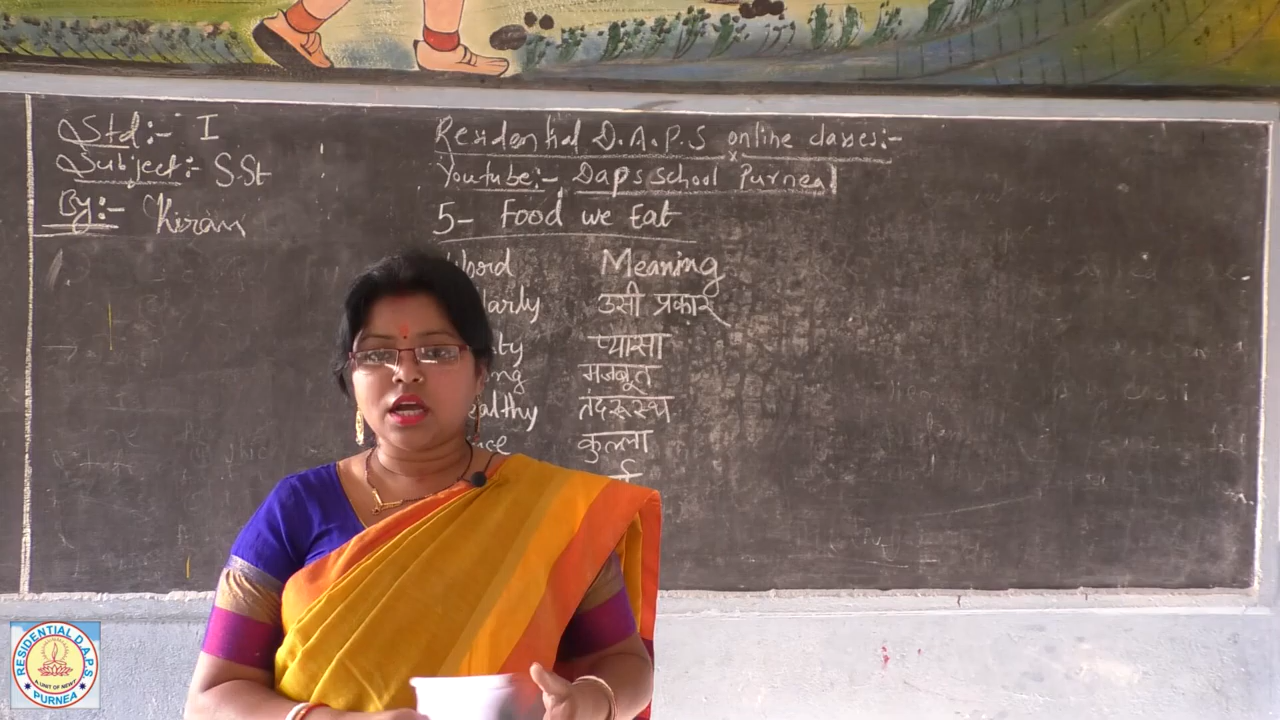 Std:- I
Subject:- S.St
By:- Kiran
Residential D.A.P.S online classes:-
Youtube:- Daps school Purnea
5- Food we Eat
Word Meaning
उसी प्रकार
प्यासा
मजबूत
तंदरूस्थ
कुल्ला
RESIDENTIAL D.A.P.S
PURNEA